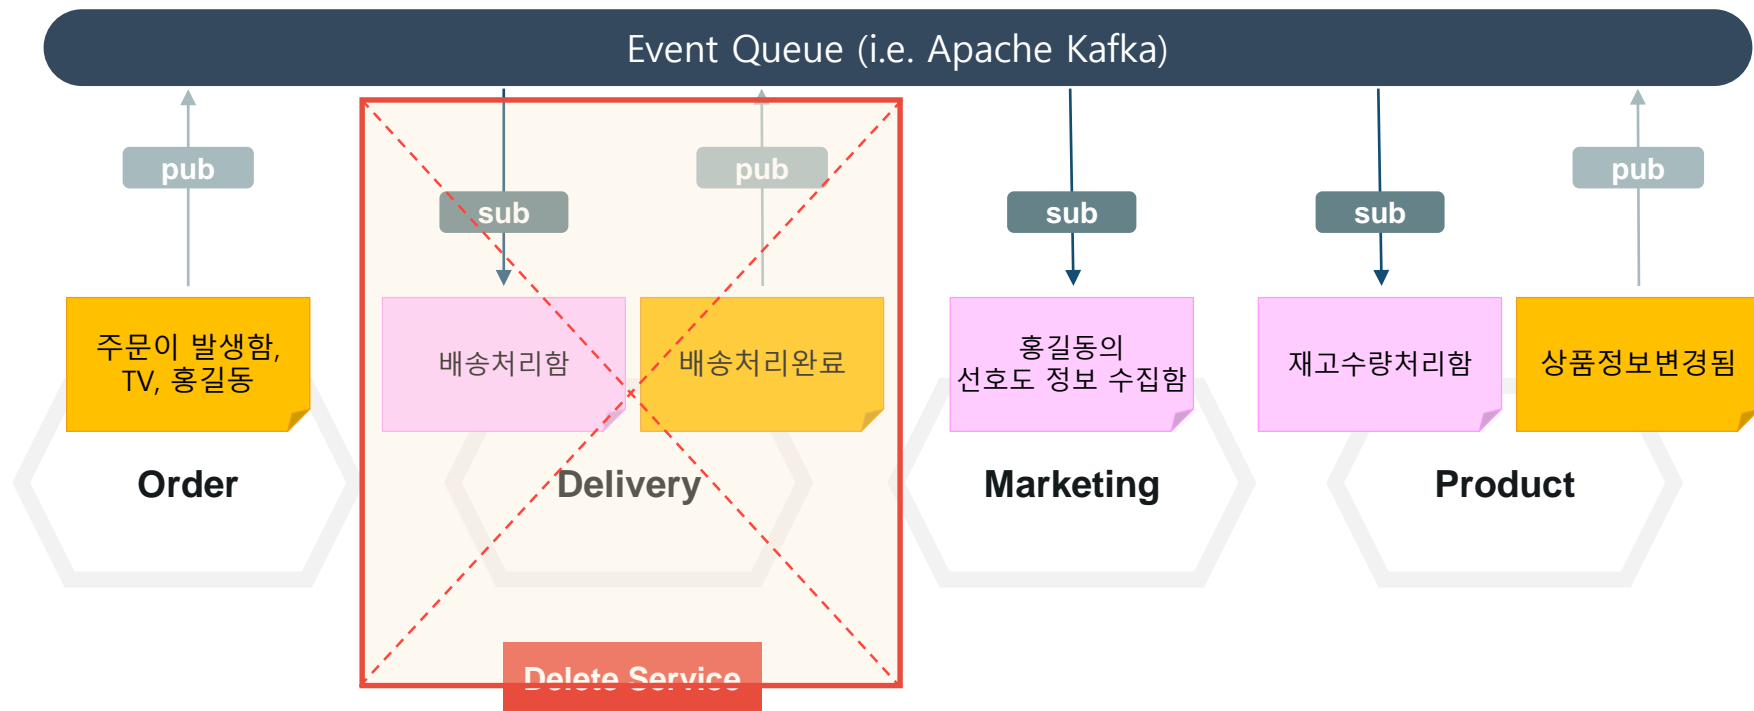 Event Queue (i.e. Apache Kafka)
pub
pub
pub
sub
sub
sub
주문이 발생함,
TV, 홍길동
배송처리함
배송처리완료
홍길동의
선호도 정보 수집함
재고수량처리함
상품정보변경됨
Order
Delivery
Marketing
Product
Delete Service